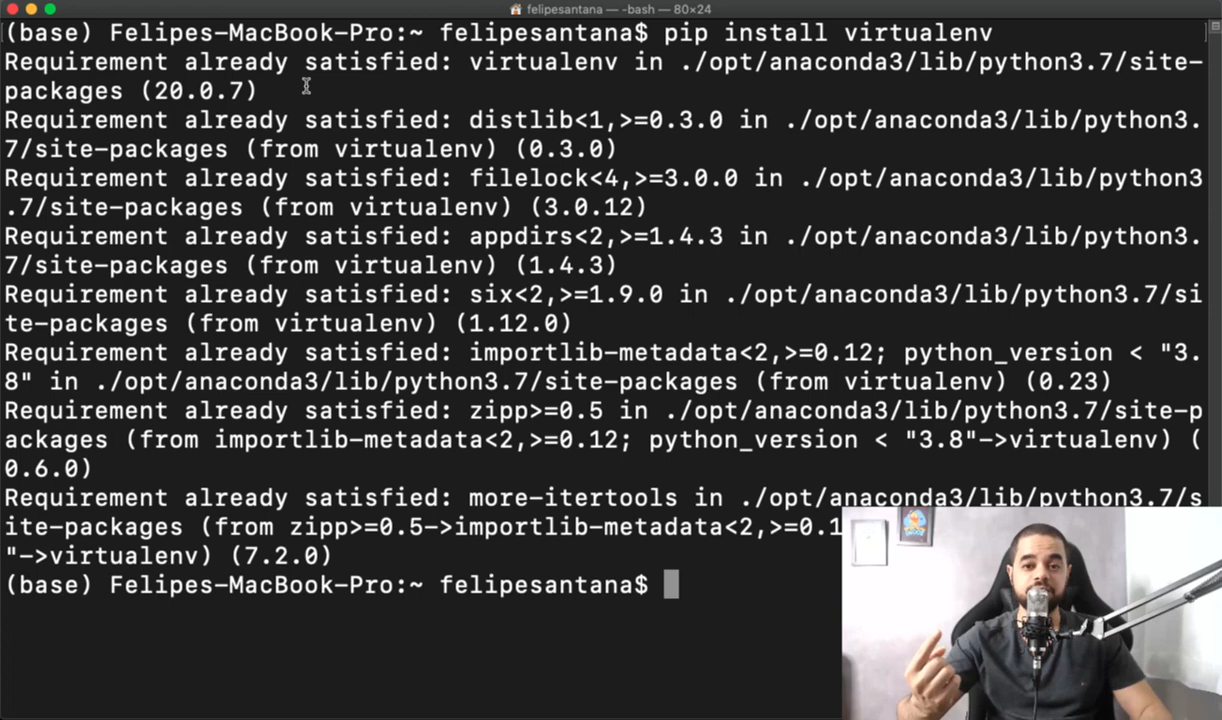 felipesantana — -bash — 80×24
(base) Felipes-MacBook-Pro:~ felipesantana$ pip install virtualenv
Requirement already satisfied: virtualenv in ./opt/anaconda3/lib/python3.7/site-
packages (20.0.7)
Requirement already satisfied: distlib<1,>=0.3.0 in ./opt/anaconda3/lib/python3.
7/site-packages (from virtualenv) (0.3.0)
Requirement already satisfied: filelock<4,>=3.0.0 in ./opt/anaconda3/lib/python3
.7/site-packages (from virtualenv) (3.0.12)
Requirement already satisfied: appdirs<2,>=1.4.3 in ./opt/anaconda3/lib/python3.
7/site-packages (from virtualenv) (1.4.3)
Requirement already satisfied: six<2,>=1.9.0 in ./opt/anaconda3/lib/python3.7/si
te-packages (from virtualenv) (1.12.0)
Requirement already satisfied: importlib-metadata<2,>=0.12; python_version < "3.
8" in ./opt/anaconda3/lib/python3.7/site-packages (from virtualenv) (0.23)
Requirement already satisfied: zipp>=0.5 in ./opt/anaconda3/lib/python3.7/site-p
ackages (from importlib-metadata<2,>=0.12; python_version < "3.8"->virtualenv) (
0.6.0)
Requirement already satisfied: more-itertools in ./opt/anaconda3/lib/python3.7/s
ite-packages (from zipp>=0.5->importlib-metadata<2,>=0.1
"->virtualenv) (7.2.0)
(base) Felipes-MacBook-Pro:~ felipesantana$